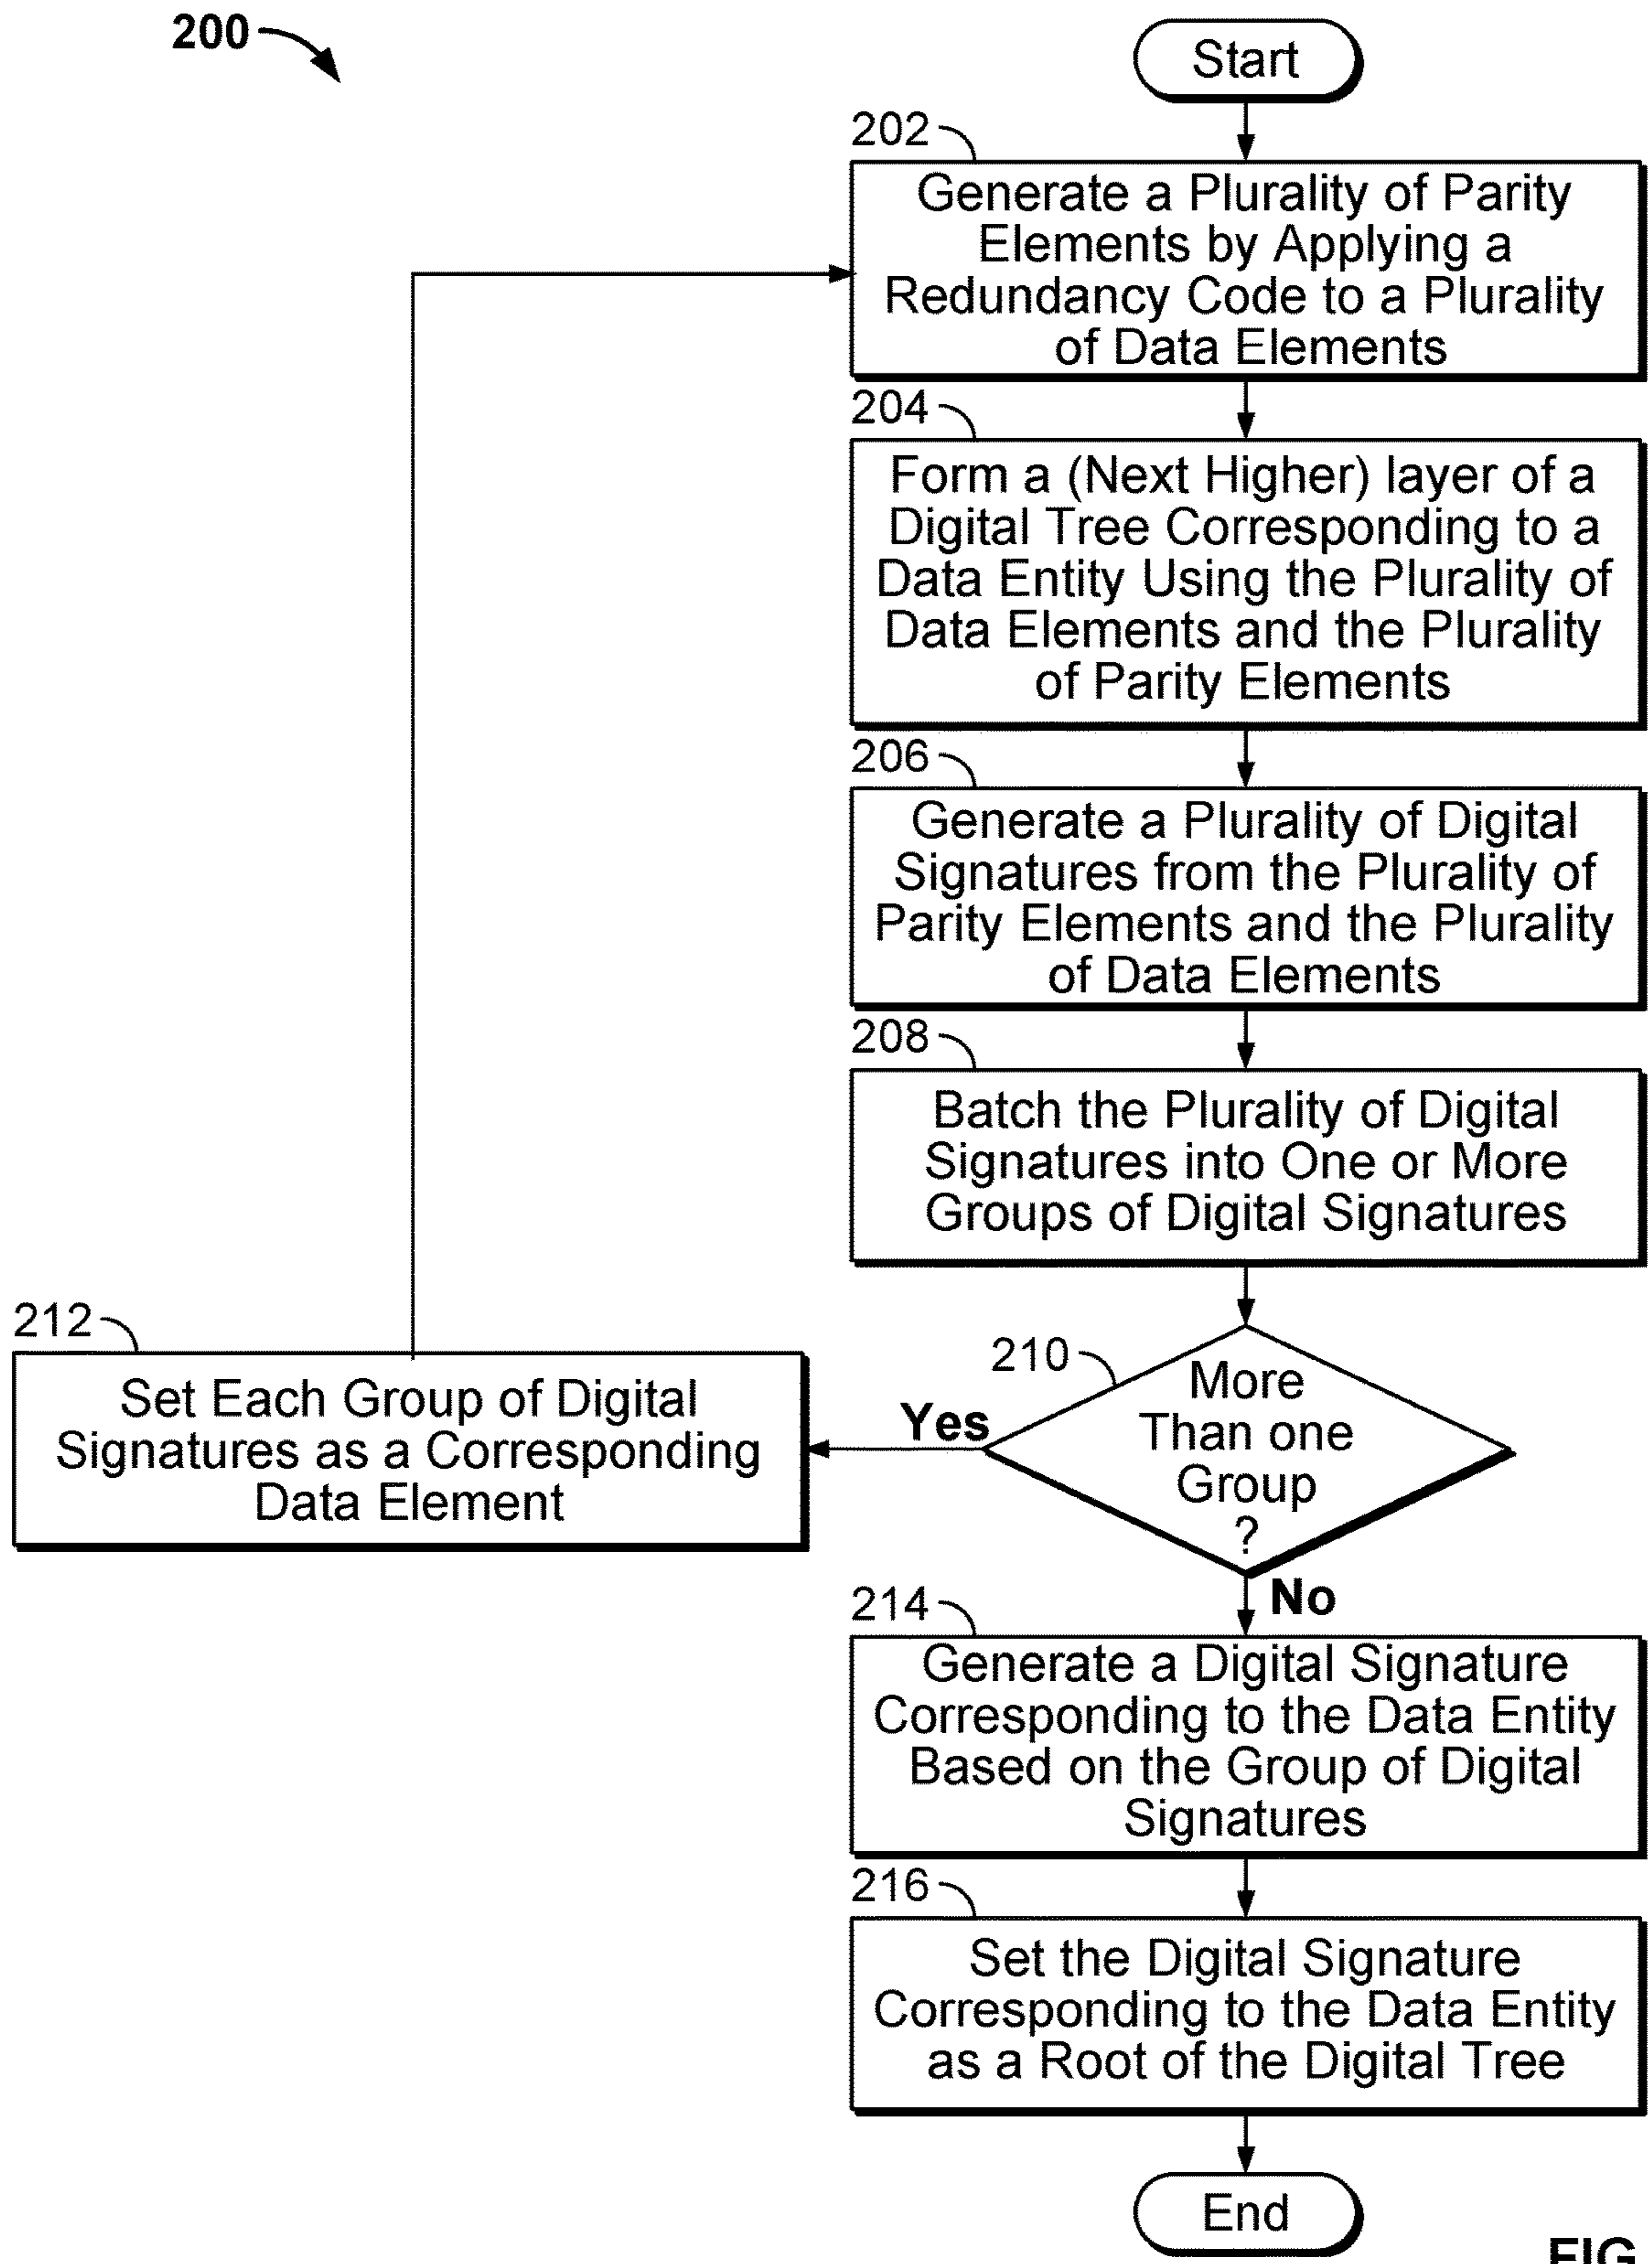 200
Start
202
Generate a Plurality of Parity
Elements by Applying a
Redundancy Code to a Plurality
of Data Elements
204
Form a (Next Higher) layer of a
Digital Tree Corresponding to a
Data Entity Using the Plurality of
Data Elements and the Plurality
of Parity Elements
206
Generate a Plurality of Digital
Signatures from the Plurality of
Parity Elements and the Plurality
of Data Elements
208
Batch the Plurality of Digital
Signatures into One or More
Groups of Digital Signatures
210
More
Than one
Group
?
Yes
212
Set Each Group of Digital
Signatures as a Corresponding
Data Element
No
214
Generate a Digital Signature
Corresponding to the Data Entity
Based on the Group of Digital
Signatures
216
Set the Digital Signature
Corresponding to the Data Entity
as a Root of the Digital Tree
End
FIG